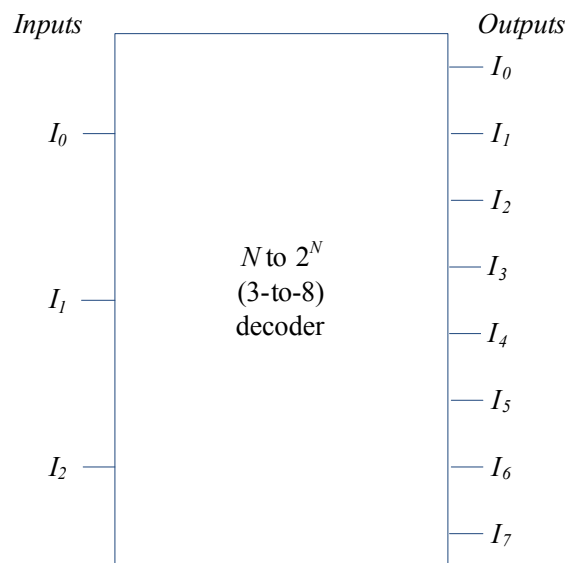 Inputs
Outputs
I₀
I₀
I₁
I₂
N to 2ᴺ
(3-to-8)
decoder
I₃
I₁
I₄
I₅
I₂
I₆
I₇